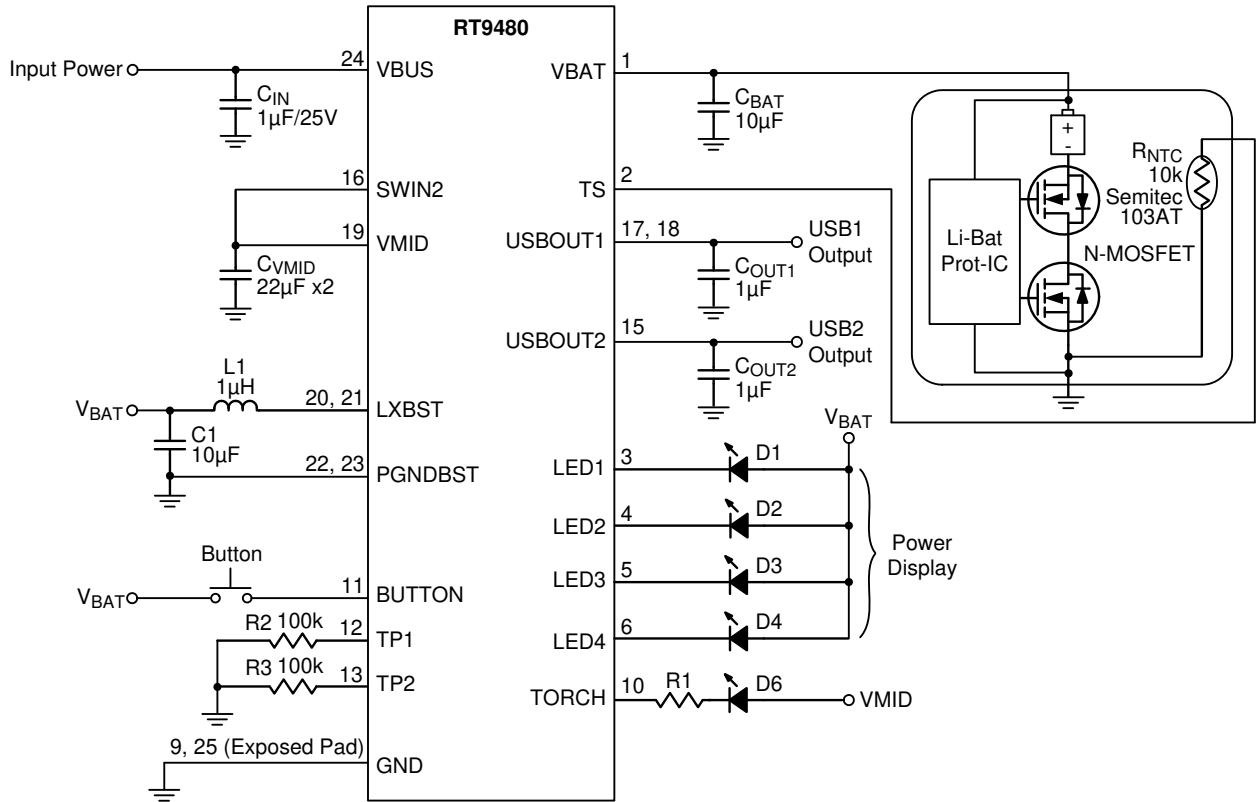 RT9480
Input Power
24
VBUS
CIN
1µF/25V
16
SWIN2
19
VMID
CVMID
22µF x2
L1
1µH
VBAT
20, 21
LXBST
C1
10µF
22, 23
PGNDBST
Button
VBAT
11
BUTTON
R2 100k
12
TP1
R3 100k
13
TP2
9, 25 (Exposed Pad)
GND
VBAT
1
CBAT
10µF
TS
2
USBOUT1
17, 18
USB1
Output
COUT1
1µF
USBOUT2
15
USB2
Output
COUT2
1µF
+
-
RNTC
10k
Semitec
103AT
Li-Bat
Prot-IC
N-MOSFET
VBAT
LED1
3
D1
LED2
4
D2
LED3
5
D3
LED4
6
D4
Power
Display
TORCH
10
R1
D6
VMID